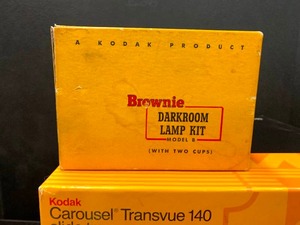 A KODAK PRODUCT
Brownie
DARKROOM
LAMP KIT
MODEL B
(WITH TWO CUPS)
Kodak
Carousel® Transvue 140